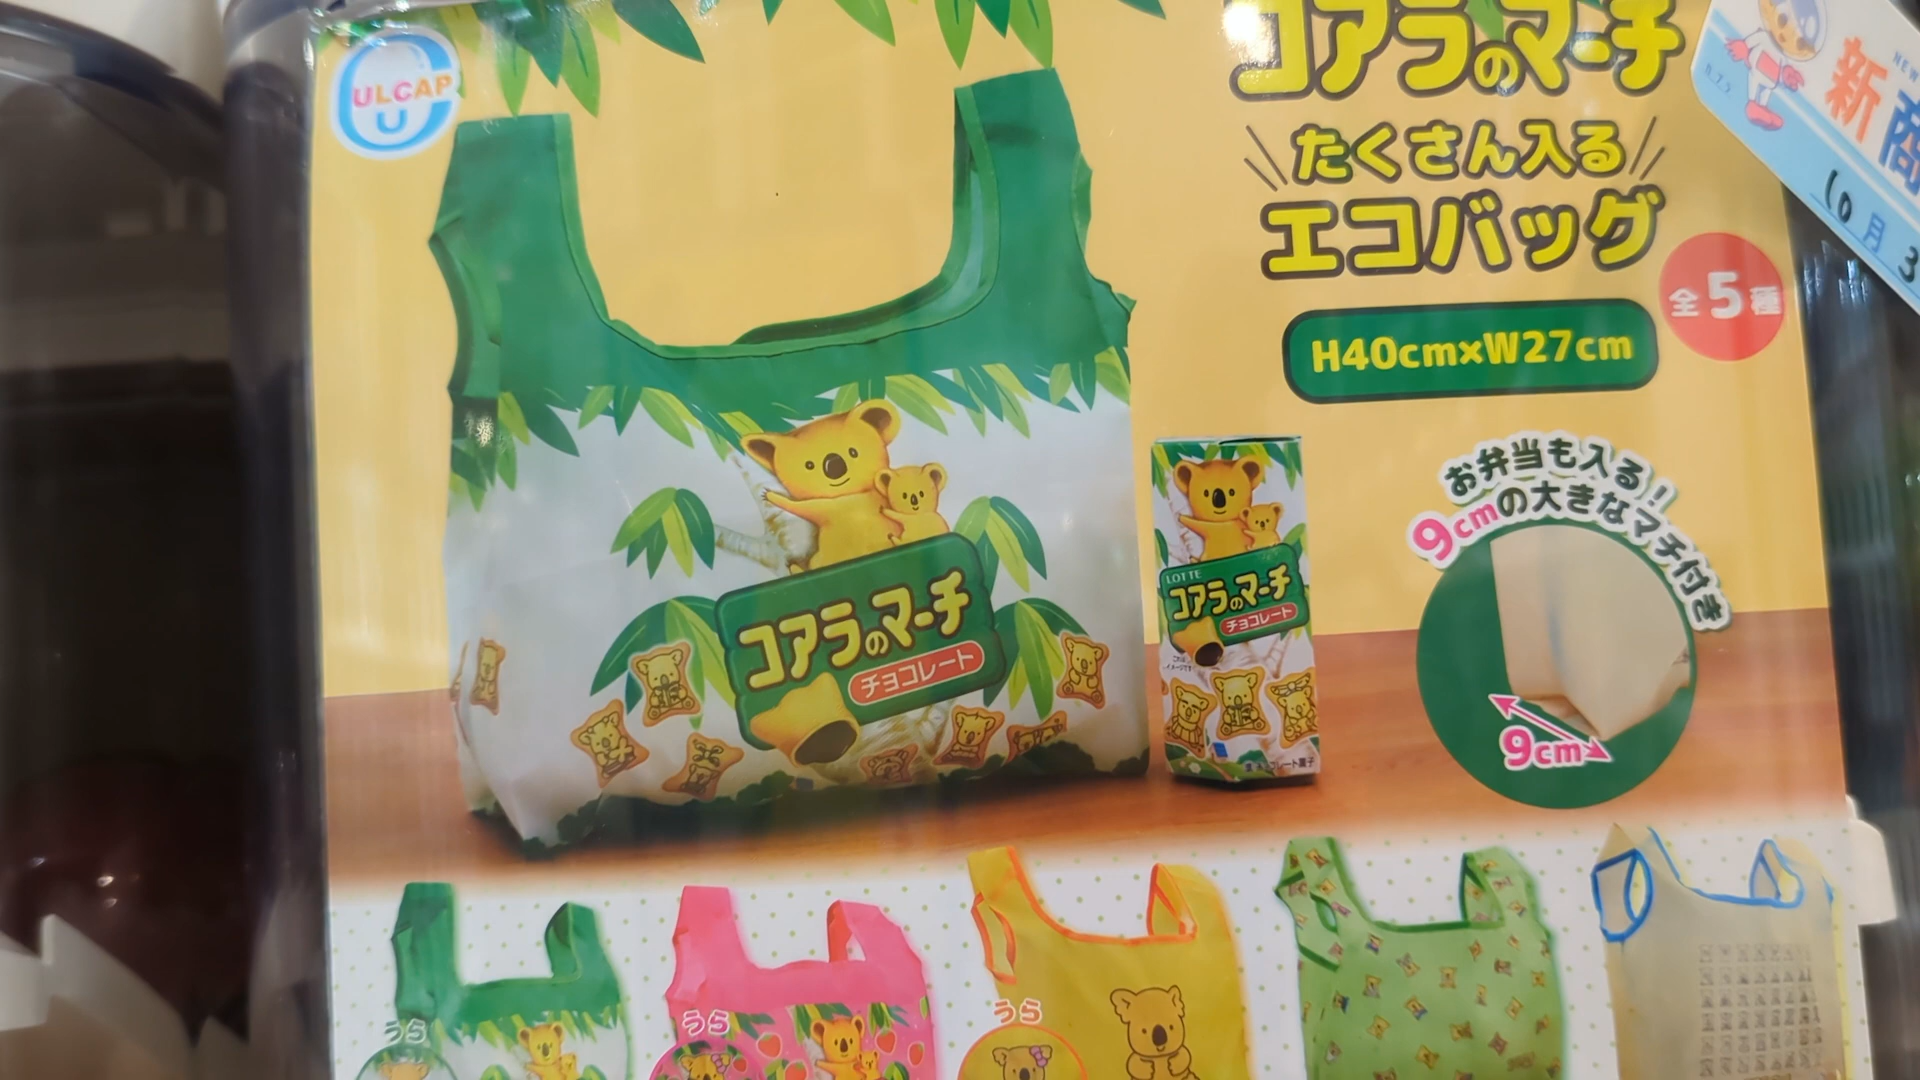 ULCAP
U
コアラのマーチ
たくさん入る
エコバッグ
全5種
H40cm×W27cm
新商
NEW
10月3
お弁当も入る!
9cmの大きなマチ付き
9cm
コアラのマーチ
チョコレート
LOTTE
コアラのマーチ
チョコレート
うら
うら
うら